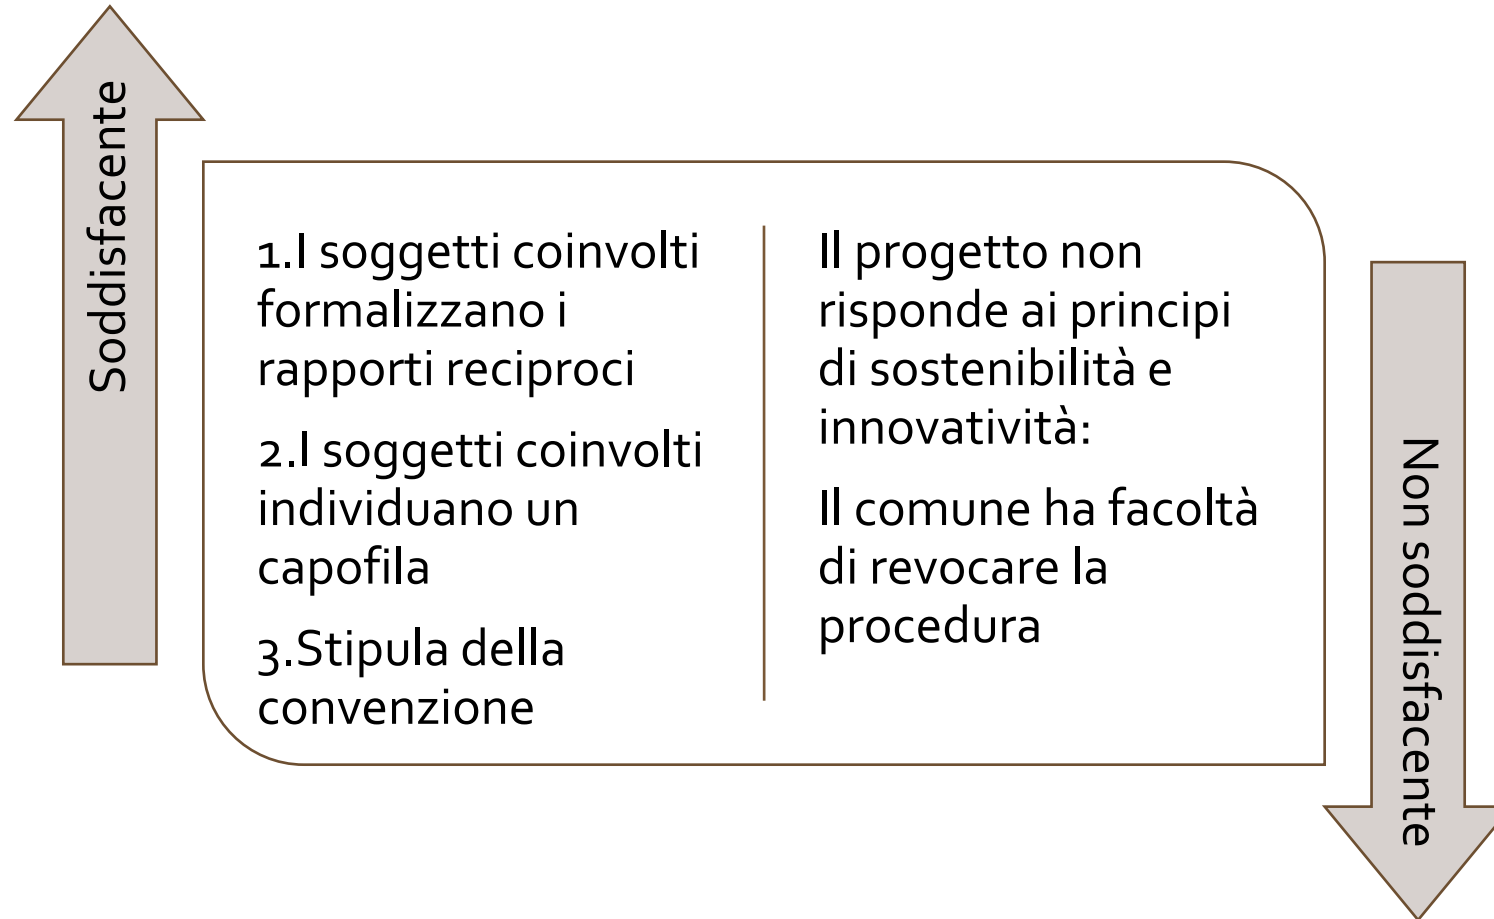 Soddisfacente
1.I soggetti coinvolti
formalizzano i
rapporti reciproci
2.I soggetti coinvolti
individuano un
capofila
3.Stipula della
convenzione
Il progetto non
risponde ai principi
di sostenibilità e
innovatività:
Il comune ha facoltà
di revocare la
procedura
Non soddisfacente